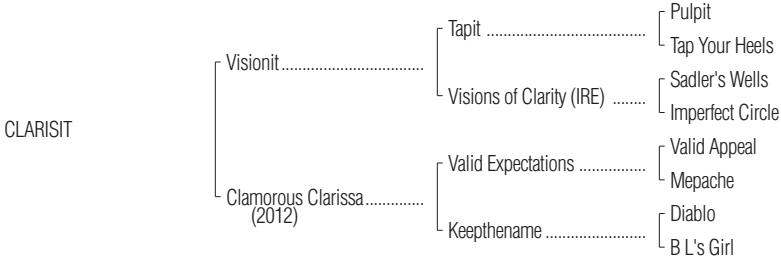 Pulpit
Tapit ......................................
Tap Your Heels
Visionit..................................
Sadler's Wells
Visions of Clarity (IRE) ........
Imperfect Circle
CLARISIT
Valid Appeal
Valid Expectations ................
Mepache
Clamorous Clarissa..............
(2012)
Diablo
Keepthename ........................
B L's Girl